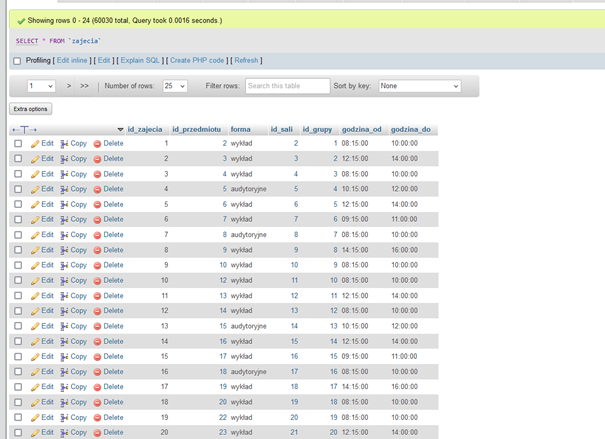 Showing rows 0 - 24 (60030 total, Query took 0.0016 seconds.)
SELECT * FROM `zajecia`
Profiling [ Edit inline ] [ Edit ] [ Explain SQL ] [ Create PHP code ] [ Refresh ]
1 > >> | Number of rows: 25 Filter rows: Search this table Sort by key: None
Extra options
←T→ id_zajecia id_przedmiotu forma id_sali id_grupy godzina_od godzina_do
Edit Copy Delete 1 2 wykład 2 1 08:15:00 10:00:00
Edit Copy Delete 2 3 wykład 3 2 12:15:00 14:00:00
Edit Copy Delete 3 4 wykład 4 3 08:15:00 10:00:00
Edit Copy Delete 4 5 audytoryjne 5 4 10:15:00 12:00:00
Edit Copy Delete 5 6 wykład 6 5 12:15:00 14:00:00
Edit Copy Delete 6 7 wykład 7 6 09:15:00 11:00:00
Edit Copy Delete 7 8 audytoryjne 8 7 08:15:00 10:00:00
Edit Copy Delete 8 9 wykład 9 8 14:15:00 16:00:00
Edit Copy Delete 9 10 wykład 10 9 08:15:00 10:00:00
Edit Copy Delete 10 12 wykład 11 10 08:15:00 10:00:00
Edit Copy Delete 11 13 wykład 12 11 12:15:00 14:00:00
Edit Copy Delete 12 14 wykład 13 12 08:15:00 10:00:00
Edit Copy Delete 13 15 audytoryjne 14 13 10:15:00 12:00:00
Edit Copy Delete 14 16 wykład 15 14 12:15:00 14:00:00
Edit Copy Delete 15 17 wykład 16 15 09:15:00 11:00:00
Edit Copy Delete 16 18 audytoryjne 17 16 08:15:00 10:00:00
Edit Copy Delete 17 19 wykład 18 17 14:15:00 16:00:00
Edit Copy Delete 18 20 wykład 19 18 08:15:00 10:00:00
Edit Copy Delete 19 22 wykład 20 19 08:15:00 10:00:00
Edit Copy Delete 20 23 wykład 21 20 12:15:00 14:00:00